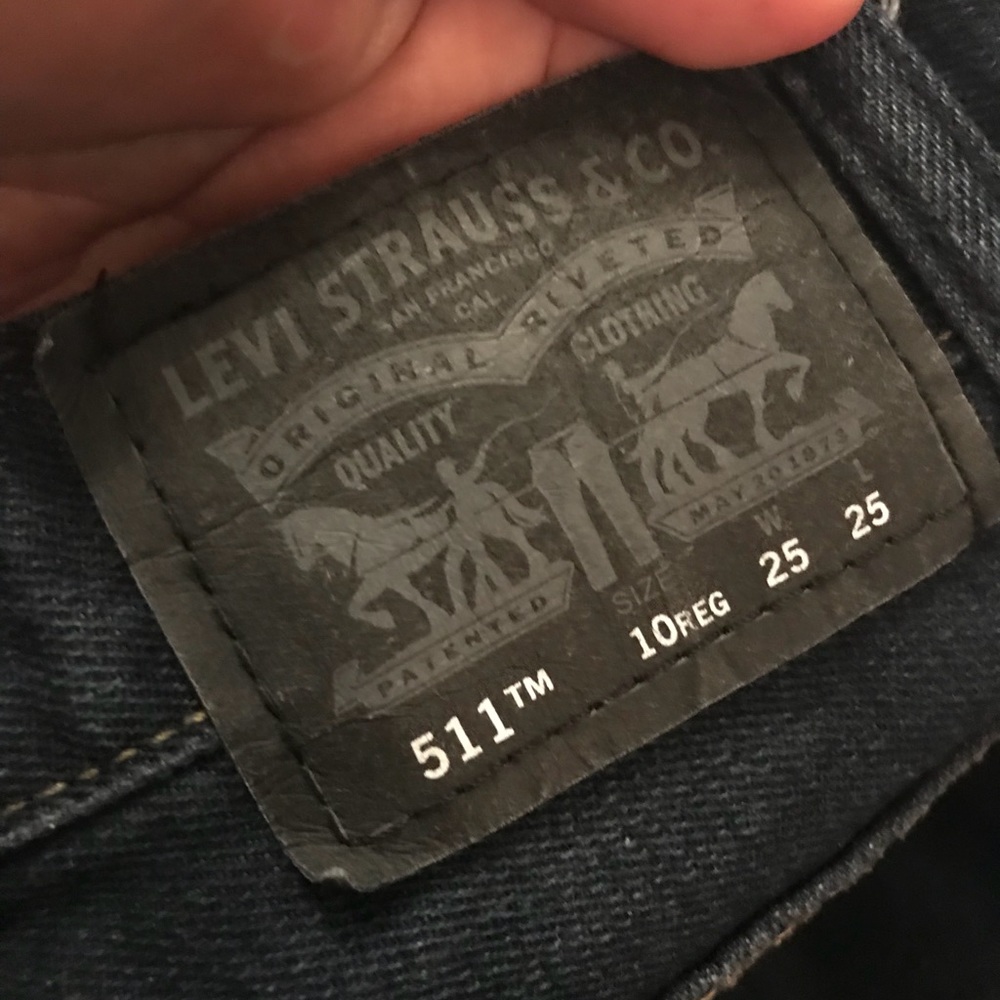 LEVI STRAUSS & CO.
SAN FRANCISCO
CAL
ORIGINAL RIVETED
QUALITY CLOTHING
PATENTED MAY 20 1873
SIZE W L
511™ 10REG 25 25